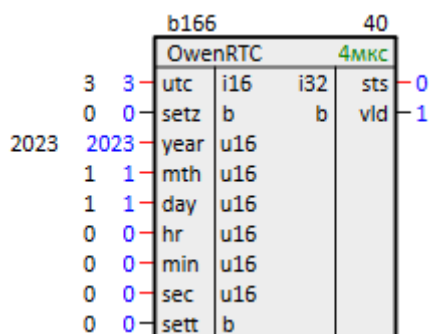 b166 40
OwenRTC 4мкс
3 3 utc i16 i32 sts 0
0 0 setz b b vld 1
2023 2023 year u16
1 1 mth u16
1 1 day u16
0 0 hr u16
0 0 min u16
0 0 sec u16
0 0 sett b